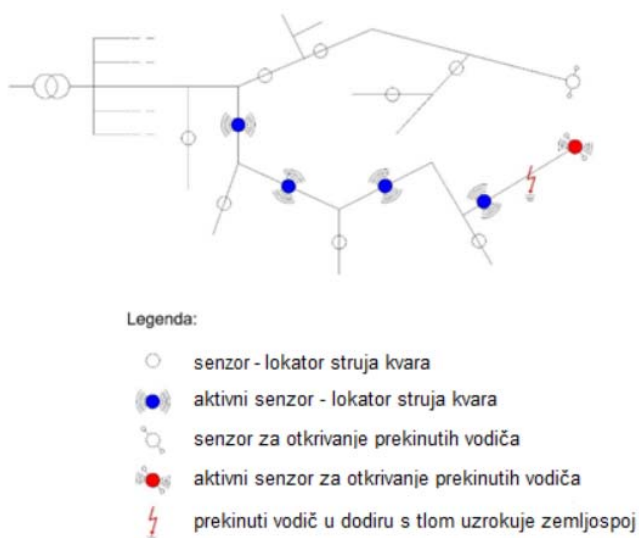 Legenda:
senzor - lokator struja kvara
aktivni senzor - lokator struja kvara
senzor za otkrivanje prekinutih vodiča
aktivni senzor za otkrivanje prekinutih vodiča
prekinuti vodič u dodiru s tlom uzrokuje zemljospoj